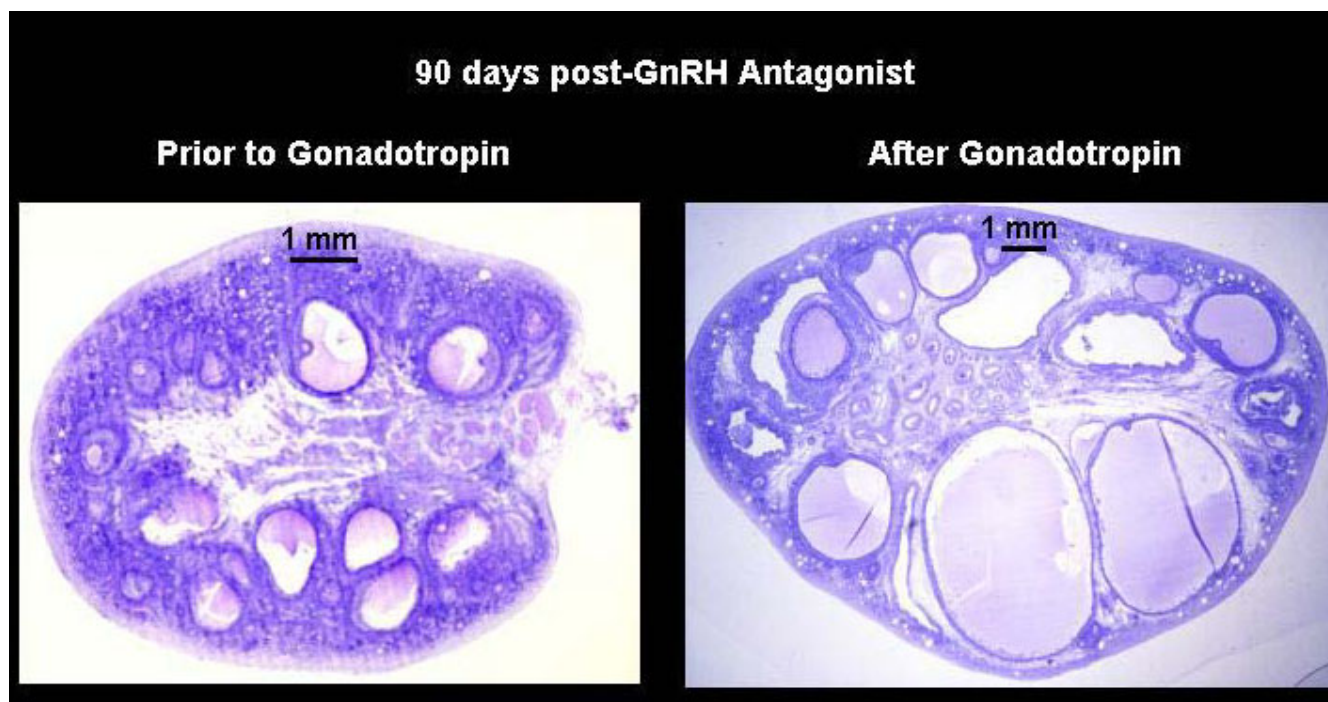 90 days post-GnRH Antagonist
Prior to Gonadotropin
After Gonadotropin
1 mm
1 mm